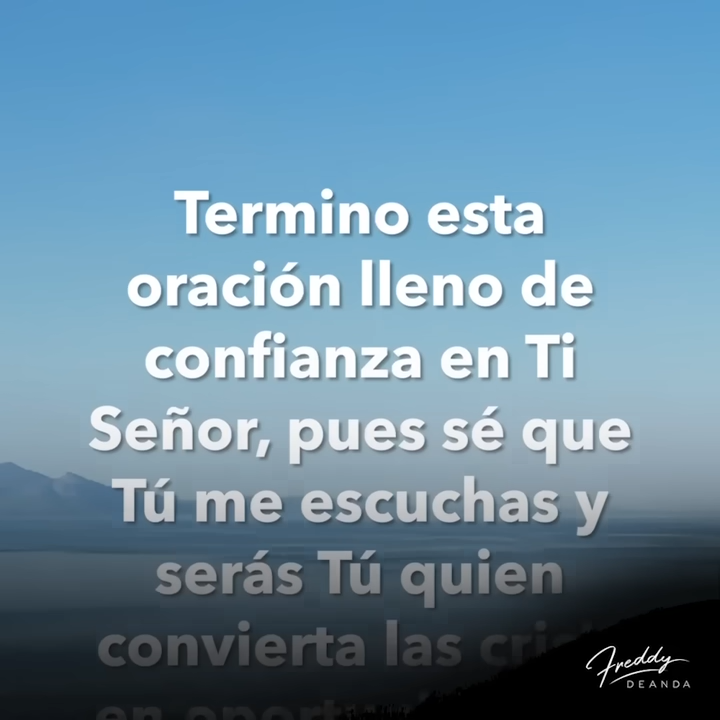 Termino esta
oración lleno de
confianza en Ti
Señor, pues sé que
Tú me escuchas y
serás Tú quien
convierta las
en
Freddy
DEANDA